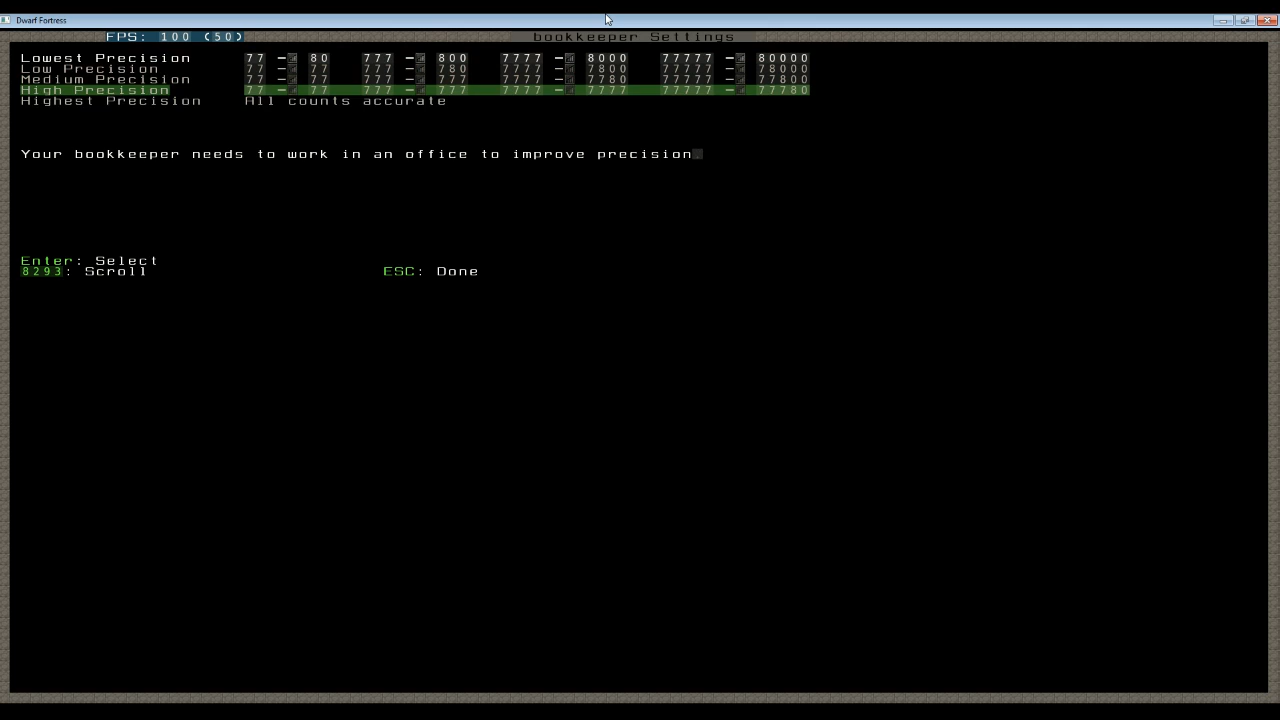 Dwarf Fortress
FPS: 100 (50) bookkeeper Settings
Lowest Precision 77 - 80 777 - 800 7777 - 8000 77777 - 80000
Low Precision 77 - 77 777 - 780 7777 - 7800 77777 - 78000
Medium Precision 77 - 77 777 - 777 7777 - 7780 77777 - 77800
High Precision 77 - 77 777 - 777 7777 - 7777 77777 - 77780
Highest Precision All counts accurate
Your bookkeeper needs to work in an office to improve precision.
Enter: Select
8293: Scroll ESC: Done